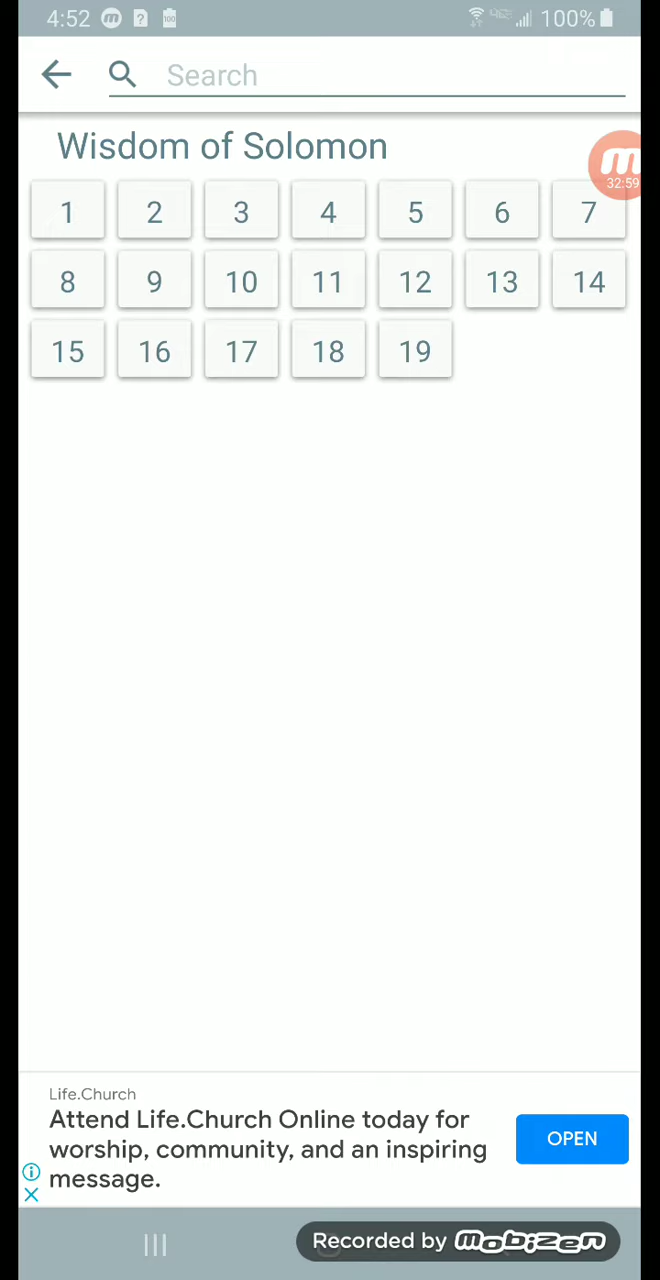 4:52 100%
Search
Wisdom of Solomon
32:59
1 2 3 4 5 6 7
8 9 10 11 12 13 14
15 16 17 18 19
Life.Church
Attend Life.Church Online today for
worship, community, and an inspiring
message.
OPEN
Recorded by mobizen